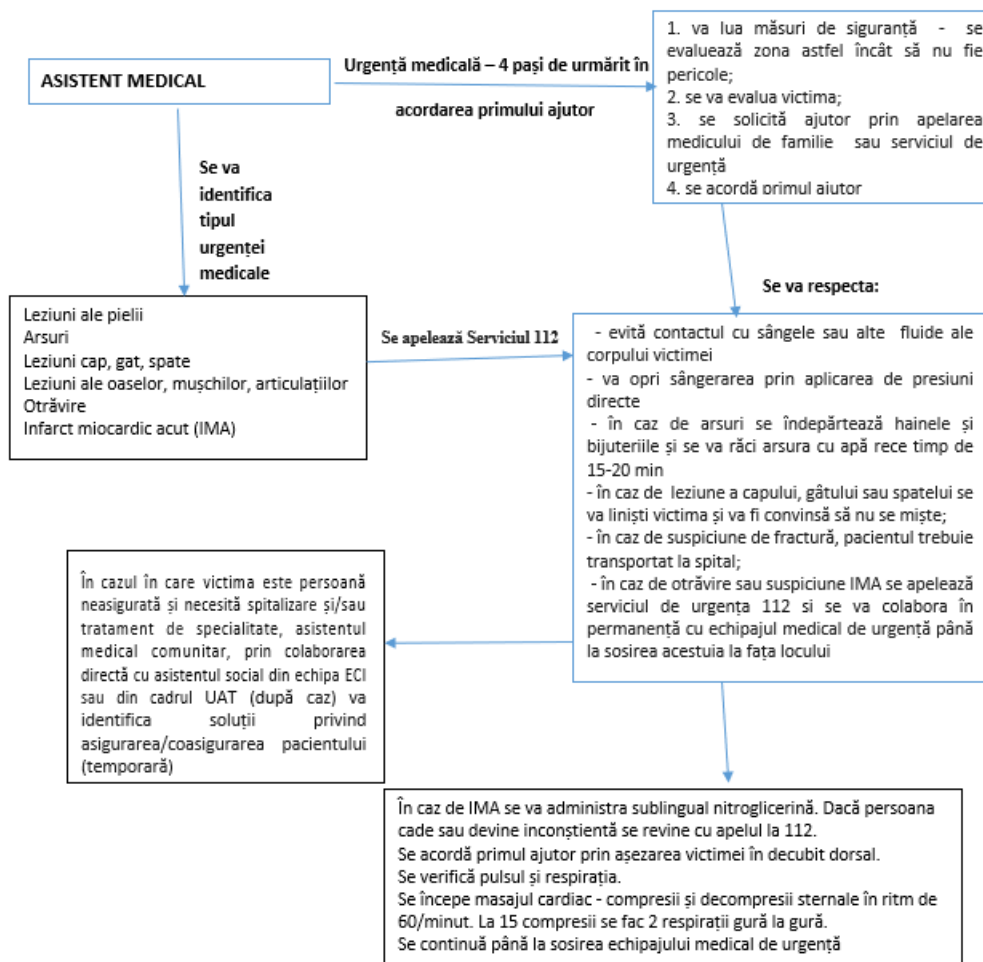 ASISTENT MEDICAL
Urgență medicală – 4 pași de urmărit în
acordarea primului ajutor
1. va lua măsuri de siguranță - se
evaluează zona astfel încât să nu fie
pericole;
2. se va evalua victima;
3. se solicită ajutor prin apelarea
medicului de familie sau serviciul de
urgență
4. se acordă primul ajutor
Se va
identifica
tipul
urgenței
medicale
Se va respecta:
Leziuni ale pielii
Arsuri
Leziuni cap, gat, spate
Leziuni ale oaselor, mușchilor, articulațiilor
Otrăvire
Infarct miocardic acut (IMA)
Se apelează Serviciul 112
- evită contactul cu sângele sau alte fluide ale
corpului victimei
- va opri sângerarea prin aplicarea de presiuni
directe
- în caz de arsuri se îndepărtează hainele și
bijuteriile și se va răci arsura cu apă rece timp de
15-20 min
- în caz de leziune a capului, gâtului sau spatelui se
va liniști victima și va fi convinsă să nu se miște;
- în caz de suspiciune de fractură, pacientul trebuie
transportat la spital;
- în caz de otrăvire sau suspiciune IMA se apelează
serviciul de urgența 112 si se va colabora în
permanență cu echipajul medical de urgență până
la sosirea acestuia la fața locului
În cazul în care victima este persoană
neasigurată și necesită spitalizare și/sau
tratament de specialitate, asistentul
medical comunitar, prin colaborarea
directă cu asistentul social din echipa ECI
sau din cadrul UAT (după caz) va
identifica soluții privind
asigurarea/coasigurarea pacientului
(temporară)
În caz de IMA se va administra sublingual nitroglicerină. Dacă persoana
cade sau devine inconștientă se revine cu apelul la 112.
Se acordă primul ajutor prin așezarea victimei în decubit dorsal.
Se verifică pulsul și respirația.
Se începe masajul cardiac - compresii și decompresii sternale în ritm de
60/minut. La 15 compresii se fac 2 respirații gură la gură.
Se continuă până la sosirea echipajului medical de urgență